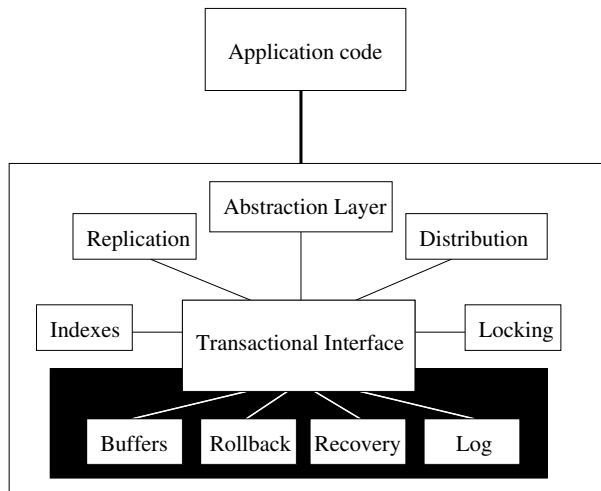 Application code
Abstraction Layer
Replication
Distribution
Indexes
Transactional Interface
Locking
Buffers
Rollback
Recovery
Log